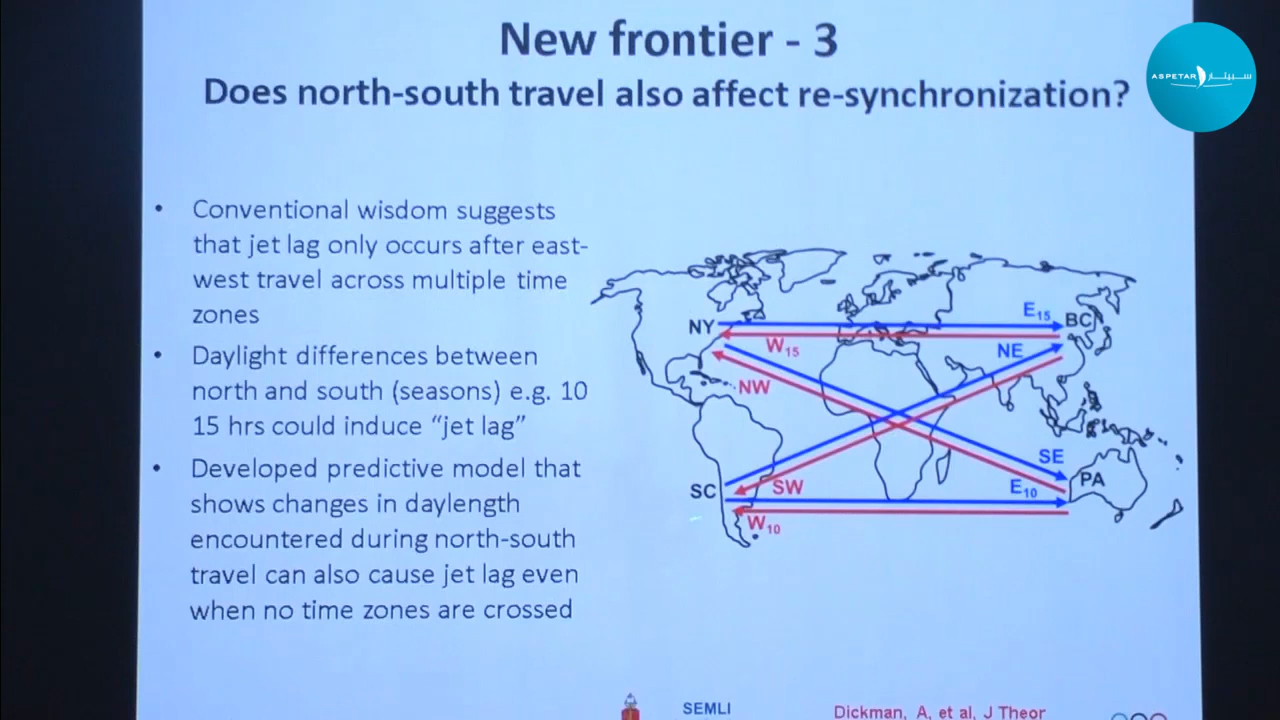 New frontier - 3
ASPETAR سبيتار
Does north-south travel also affect re-synchronization?
• Conventional wisdom suggests
that jet lag only occurs after east-
west travel across multiple time
zones
• Daylight differences between
north and south (seasons) e.g. 10
15 hrs could induce “jet lag”
• Developed predictive model that
shows changes in daylength
encountered during north-south
travel can also cause jet lag even
when no time zones are crossed
NY
E15
BC
W15
NE
NW
SE
SC
SW
E10
PA
W10
SEMLI
Dickman, A, et al, J Theor